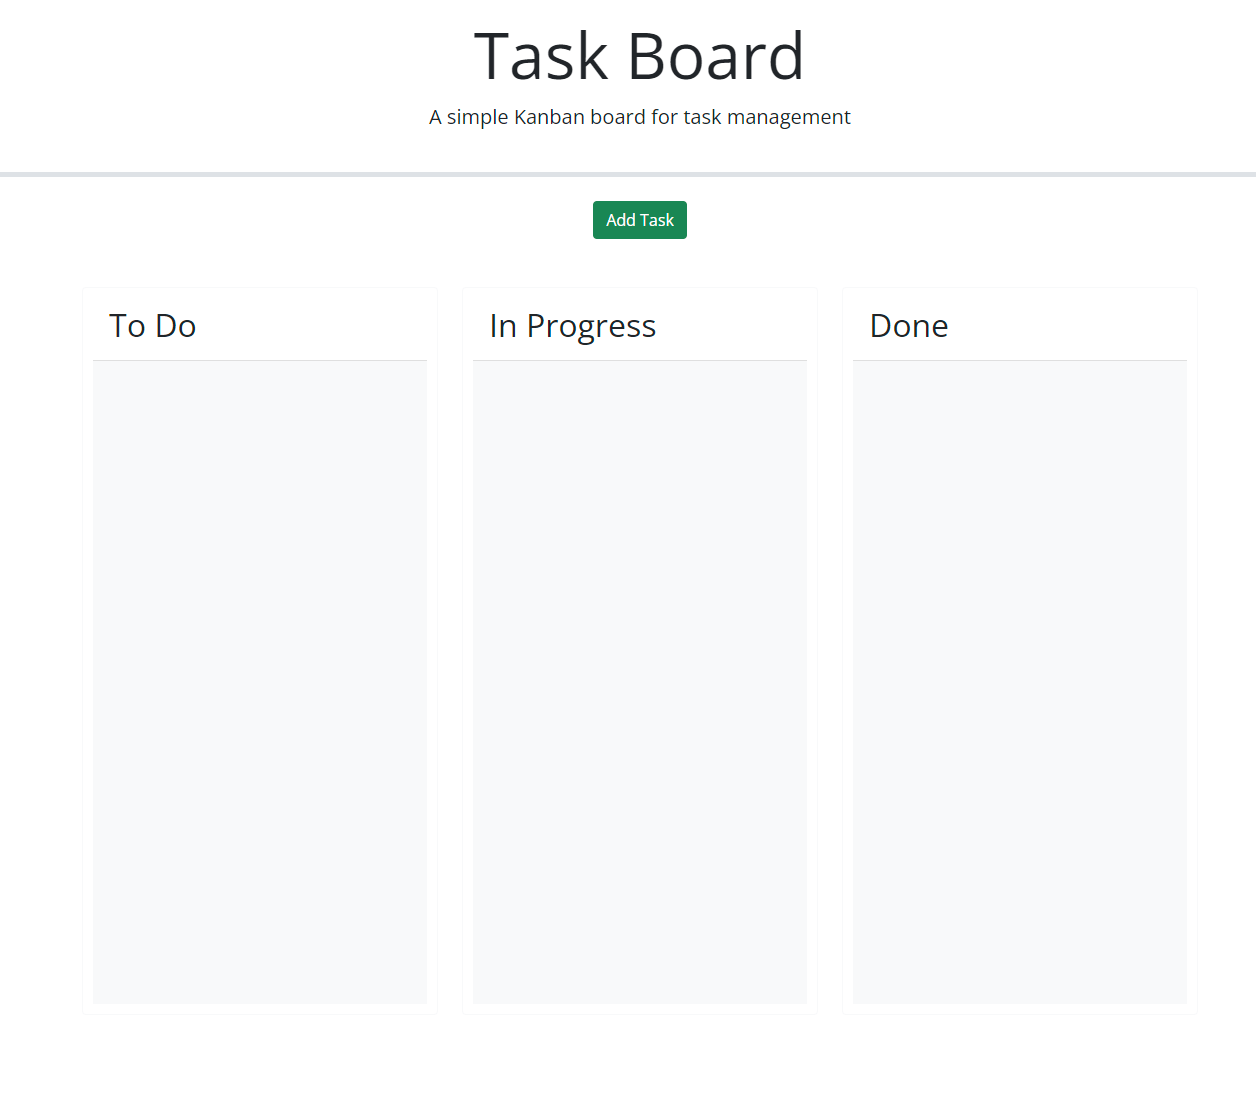 Task Board
A simple Kanban board for task management
Add Task
To Do
In Progress
Done